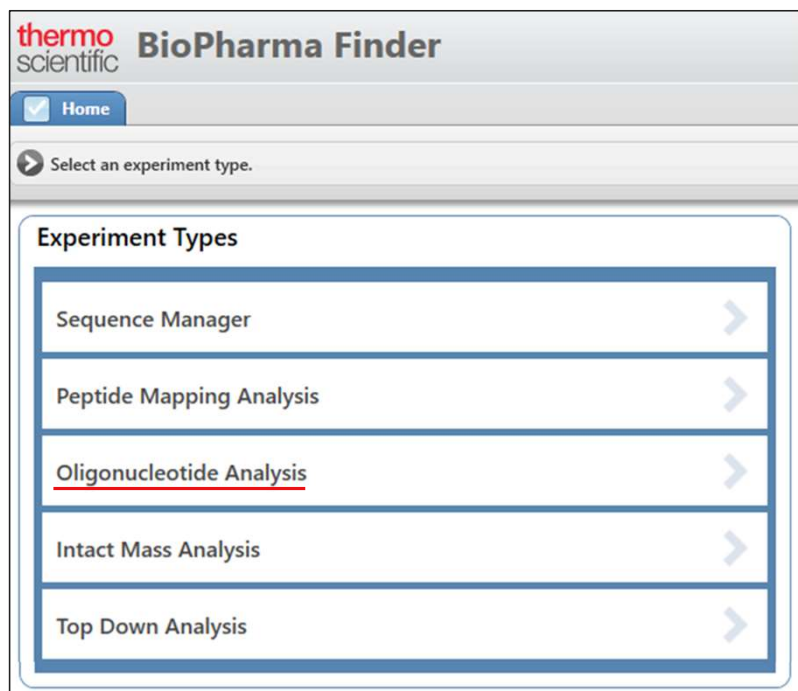 thermo
scientific
BioPharma Finder
Home
Select an experiment type.
Experiment Types
Sequence Manager
Peptide Mapping Analysis
Oligonucleotide Analysis
Intact Mass Analysis
Top Down Analysis